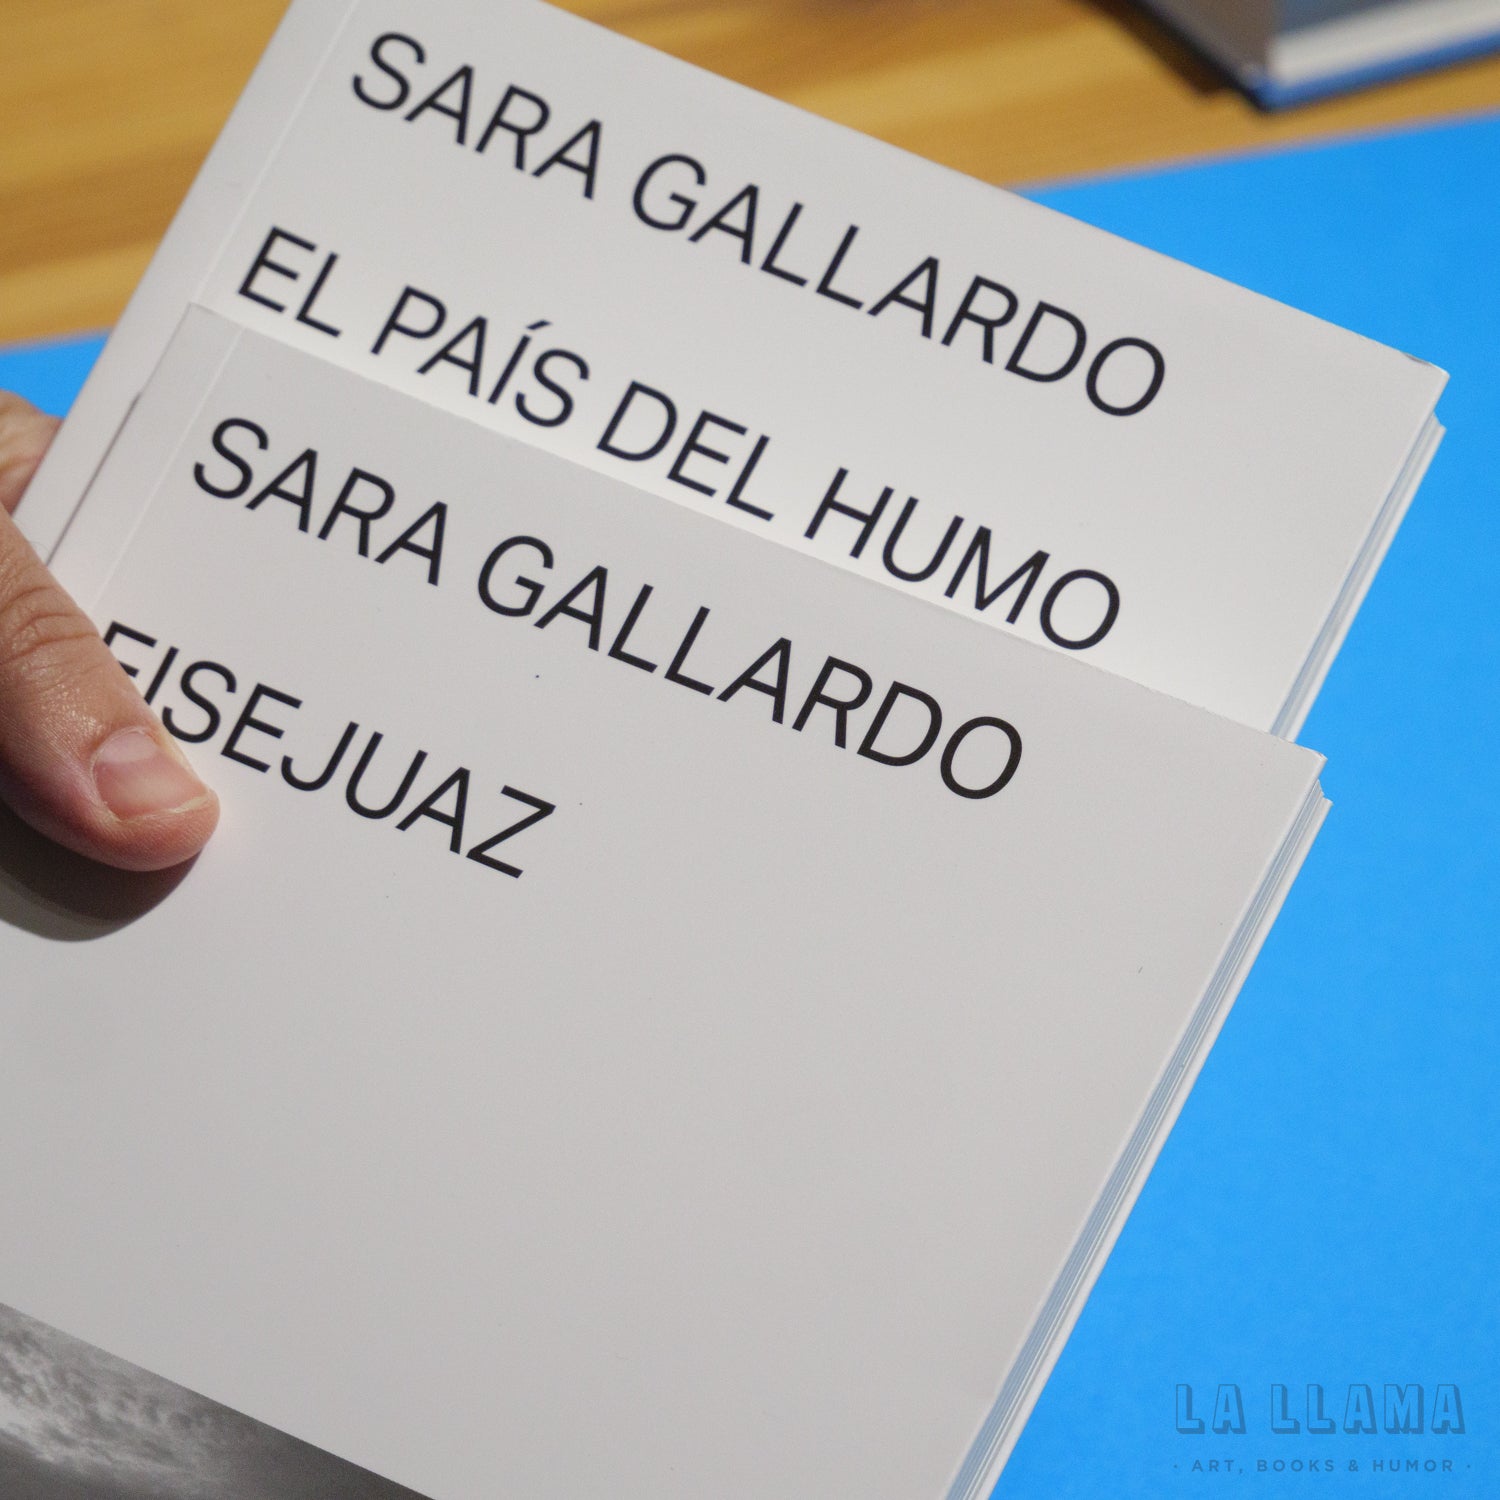 SARA GALLARDO
EL PAÍS DEL HUMO
SARA GALLARDO
EISEJUAZ
LA LLAMA
· ART, BOOKS & HUMOR ·